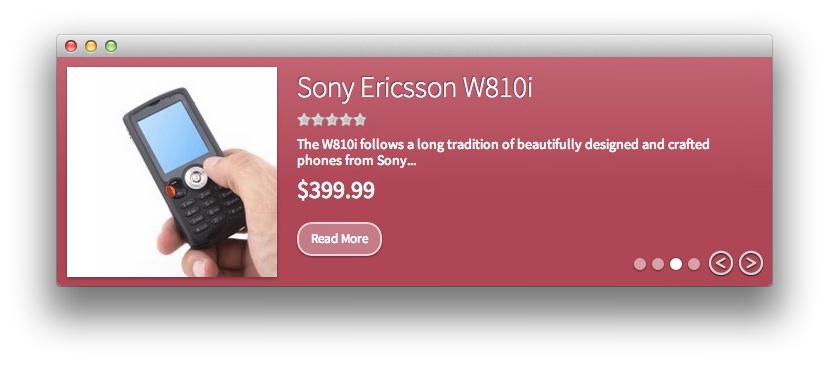 Sony Ericsson W810i
The W810i follows a long tradition of beautifully designed and crafted
phones from Sony...
$399.99
Read More
< >